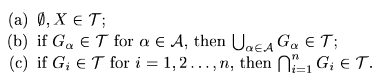 (a) ∅, X ∈ 𝒯;
(b) if G_α ∈ 𝒯 for α ∈ 𝒜, then ⋃_{α∈𝒜} G_α ∈ 𝒯;
(c) if G_i ∈ 𝒯 for i = 1, 2 …, n, then ⋂_{i=1}^{n} G_i ∈ 𝒯.